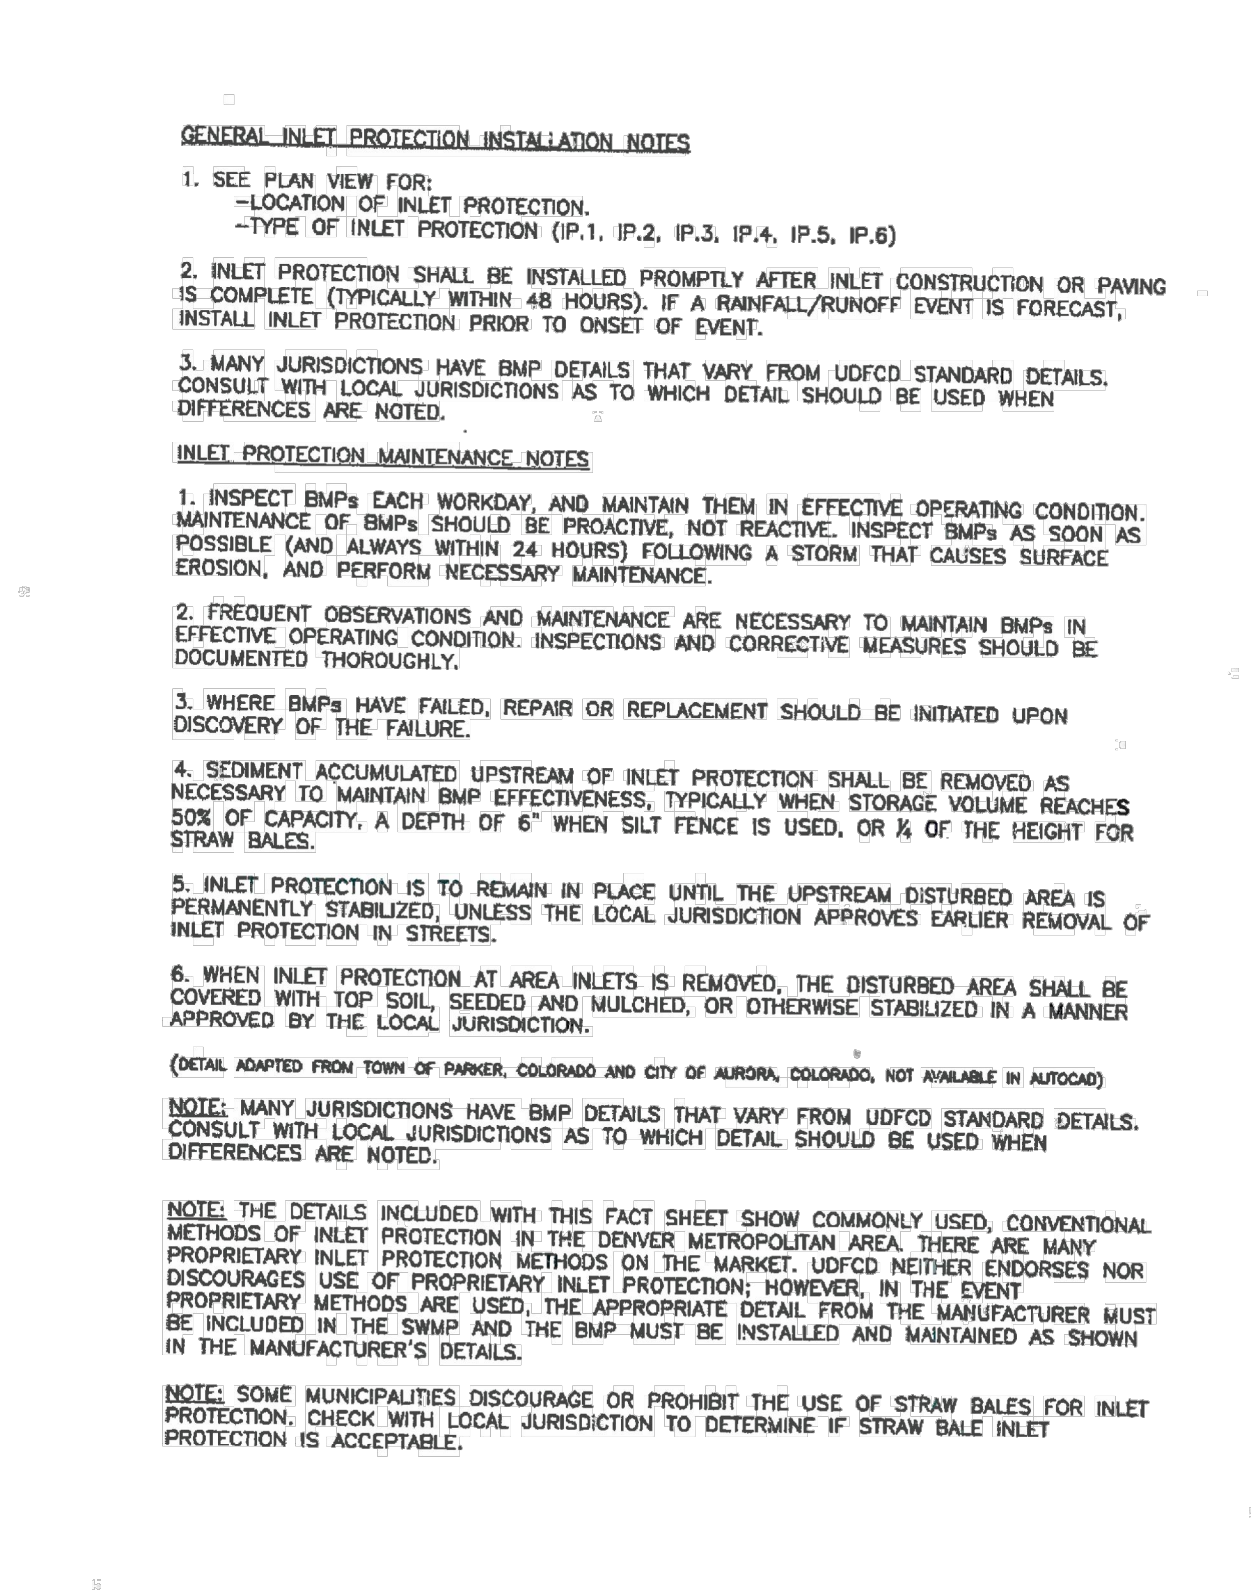 GENERAL INLET PROTECTION INSTALLATION NOTES
1. SEE PLAN VIEW FOR:
-LOCATION OF INLET PROTECTION.
-TYPE OF INLET PROTECTION (IP.1, IP.2, IP.3, IP.4, IP.5, IP.6)
2. INLET PROTECTION SHALL BE INSTALLED PROMPTLY AFTER INLET CONSTRUCTION OR PAVING
IS COMPLETE (TYPICALLY WITHIN 48 HOURS). IF A RAINFALL/RUNOFF EVENT IS FORECAST,
INSTALL INLET PROTECTION PRIOR TO ONSET OF EVENT.
3. MANY JURISDICTIONS HAVE BMP DETAILS THAT VARY FROM UDFCD STANDARD DETAILS.
CONSULT WITH LOCAL JURISDICTIONS AS TO WHICH DETAIL SHOULD BE USED WHEN
DIFFERENCES ARE NOTED.
INLET PROTECTION MAINTENANCE NOTES
1. INSPECT BMPs EACH WORKDAY, AND MAINTAIN THEM IN EFFECTIVE OPERATING CONDITION.
MAINTENANCE OF BMPs SHOULD BE PROACTIVE, NOT REACTIVE. INSPECT BMPs AS SOON AS
POSSIBLE (AND ALWAYS WITHIN 24 HOURS) FOLLOWING A STORM THAT CAUSES SURFACE
EROSION, AND PERFORM NECESSARY MAINTENANCE.
2. FREQUENT OBSERVATIONS AND MAINTENANCE ARE NECESSARY TO MAINTAIN BMPs IN
EFFECTIVE OPERATING CONDITION. INSPECTIONS AND CORRECTIVE MEASURES SHOULD BE
DOCUMENTED THOROUGHLY.
3. WHERE BMPs HAVE FAILED, REPAIR OR REPLACEMENT SHOULD BE INITIATED UPON
DISCOVERY OF THE FAILURE.
4. SEDIMENT ACCUMULATED UPSTREAM OF INLET PROTECTION SHALL BE REMOVED AS
NECESSARY TO MAINTAIN BMP EFFECTIVENESS, TYPICALLY WHEN STORAGE VOLUME REACHES
50% OF CAPACITY, A DEPTH OF 6" WHEN SILT FENCE IS USED, OR ¼ OF THE HEIGHT FOR
STRAW BALES.
5. INLET PROTECTION IS TO REMAIN IN PLACE UNTIL THE UPSTREAM DISTURBED AREA IS
PERMANENTLY STABILIZED, UNLESS THE LOCAL JURISDICTION APPROVES EARLIER REMOVAL OF
INLET PROTECTION IN STREETS.
6. WHEN INLET PROTECTION AT AREA INLETS IS REMOVED, THE DISTURBED AREA SHALL BE
COVERED WITH TOP SOIL, SEEDED AND MULCHED, OR OTHERWISE STABILIZED IN A MANNER
APPROVED BY THE LOCAL JURISDICTION.
(DETAIL ADAPTED FROM TOWN OF PARKER, COLORADO AND CITY OF AURORA, COLORADO, NOT AVAILABLE IN AUTOCAD)
NOTE: MANY JURISDICTIONS HAVE BMP DETAILS THAT VARY FROM UDFCD STANDARD DETAILS.
CONSULT WITH LOCAL JURISDICTIONS AS TO WHICH DETAIL SHOULD BE USED WHEN
DIFFERENCES ARE NOTED.
NOTE: THE DETAILS INCLUDED WITH THIS FACT SHEET SHOW COMMONLY USED, CONVENTIONAL
METHODS OF INLET PROTECTION IN THE DENVER METROPOLITAN AREA. THERE ARE MANY
PROPRIETARY INLET PROTECTION METHODS ON THE MARKET. UDFCD NEITHER ENDORSES NOR
DISCOURAGES USE OF PROPRIETARY INLET PROTECTION; HOWEVER, IN THE EVENT
PROPRIETARY METHODS ARE USED, THE APPROPRIATE DETAIL FROM THE MANUFACTURER MUST
BE INCLUDED IN THE SWMP AND THE BMP MUST BE INSTALLED AND MAINTAINED AS SHOWN
IN THE MANUFACTURER'S DETAILS.
NOTE: SOME MUNICIPALITIES DISCOURAGE OR PROHIBIT THE USE OF STRAW BALES FOR INLET
PROTECTION. CHECK WITH LOCAL JURISDICTION TO DETERMINE IF STRAW BALE INLET
PROTECTION IS ACCEPTABLE.